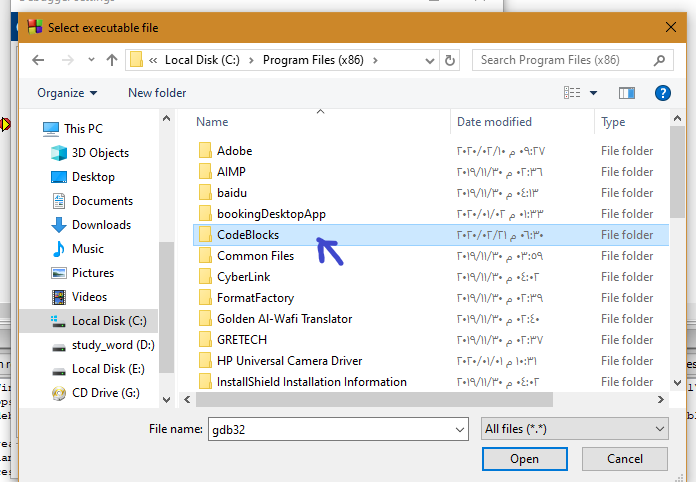 Select executable file
Local Disk (C:) Program Files (x86)
Search Program Files (x86)
Organize New folder
This PC
3D Objects
Desktop
Documents
Downloads
Music
Pictures
Videos
Local Disk (C:)
study_word (D:)
Local Disk (E:)
CD Drive (G:)
Name Date modified Type
Adobe ٢٠٢٠/٠٢/١٠ م ٠٩:٢٧ File folder
AIMP ٢٠١٩/١١/٣٠ م ٠٢:٣٦ File folder
baidu ٢٠١٩/١١/٣٠ م ٠٤:١٣ File folder
bookingDesktopApp ٢٠٢٠/٠١/٠٢ م ٠١:٣٣ File folder
CodeBlocks ٢٠٢٠/٠٢/٢١ م ٠٦:٣٠ File folder
Common Files ٢٠١٩/١١/٣٠ م ٠٣:٥٩ File folder
CyberLink ٢٠١٩/١١/٣٠ م ٠٤:٠٢ File folder
FormatFactory ٢٠١٩/١١/٣٠ م ٠٢:٣٩ File folder
Golden Al-Wafi Translator ٢٠١٩/١١/٣٠ م ٠٢:٤٠ File folder
GRETECH ٢٠١٩/١١/٣٠ م ٠٢:٣٧ File folder
HP Universal Camera Driver ٢٠٢٠/٠١/٠١ م ١٠:٣١ File folder
InstallShield Installation Information ٢٠١٩/١١/٣٠ م ٠٤:٠٢ File folder
File name: gdb32 All files (*.*)
Open Cancel